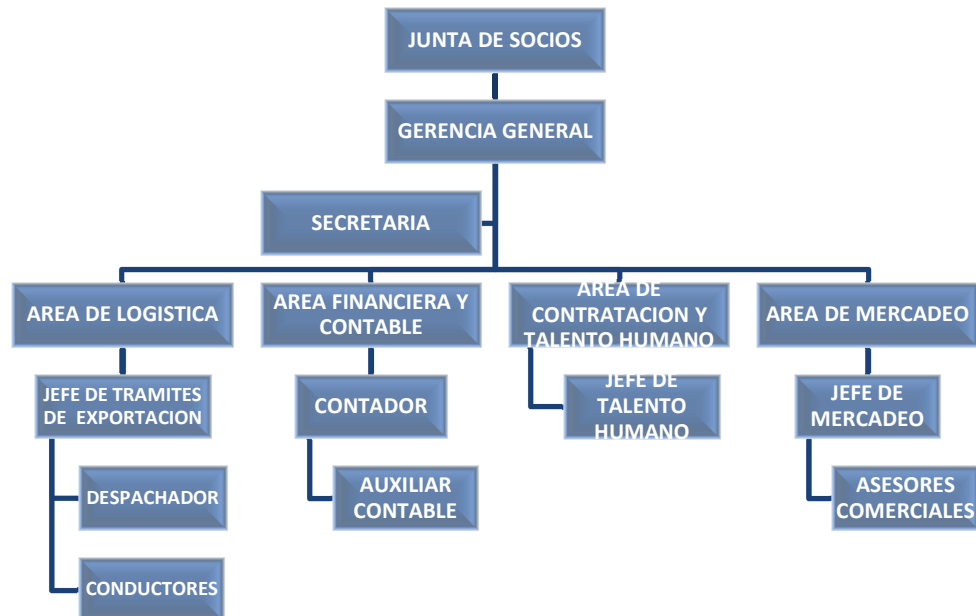 JUNTA DE SOCIOS
GERENCIA GENERAL
SECRETARIA
AREA DE LOGISTICA
AREA FINANCIERA Y
CONTABLE
AREA DE
CONTRATACION Y
TALENTO HUMANO
AREA DE MERCADEO
JEFE DE TRAMITES
DE EXPORTACION
CONTADOR
JEFE DE
TALENTO
HUMANO
JEFE DE
MERCADEO
DESPACHADOR
AUXILIAR
CONTABLE
ASESORES
COMERCIALES
CONDUCTORES